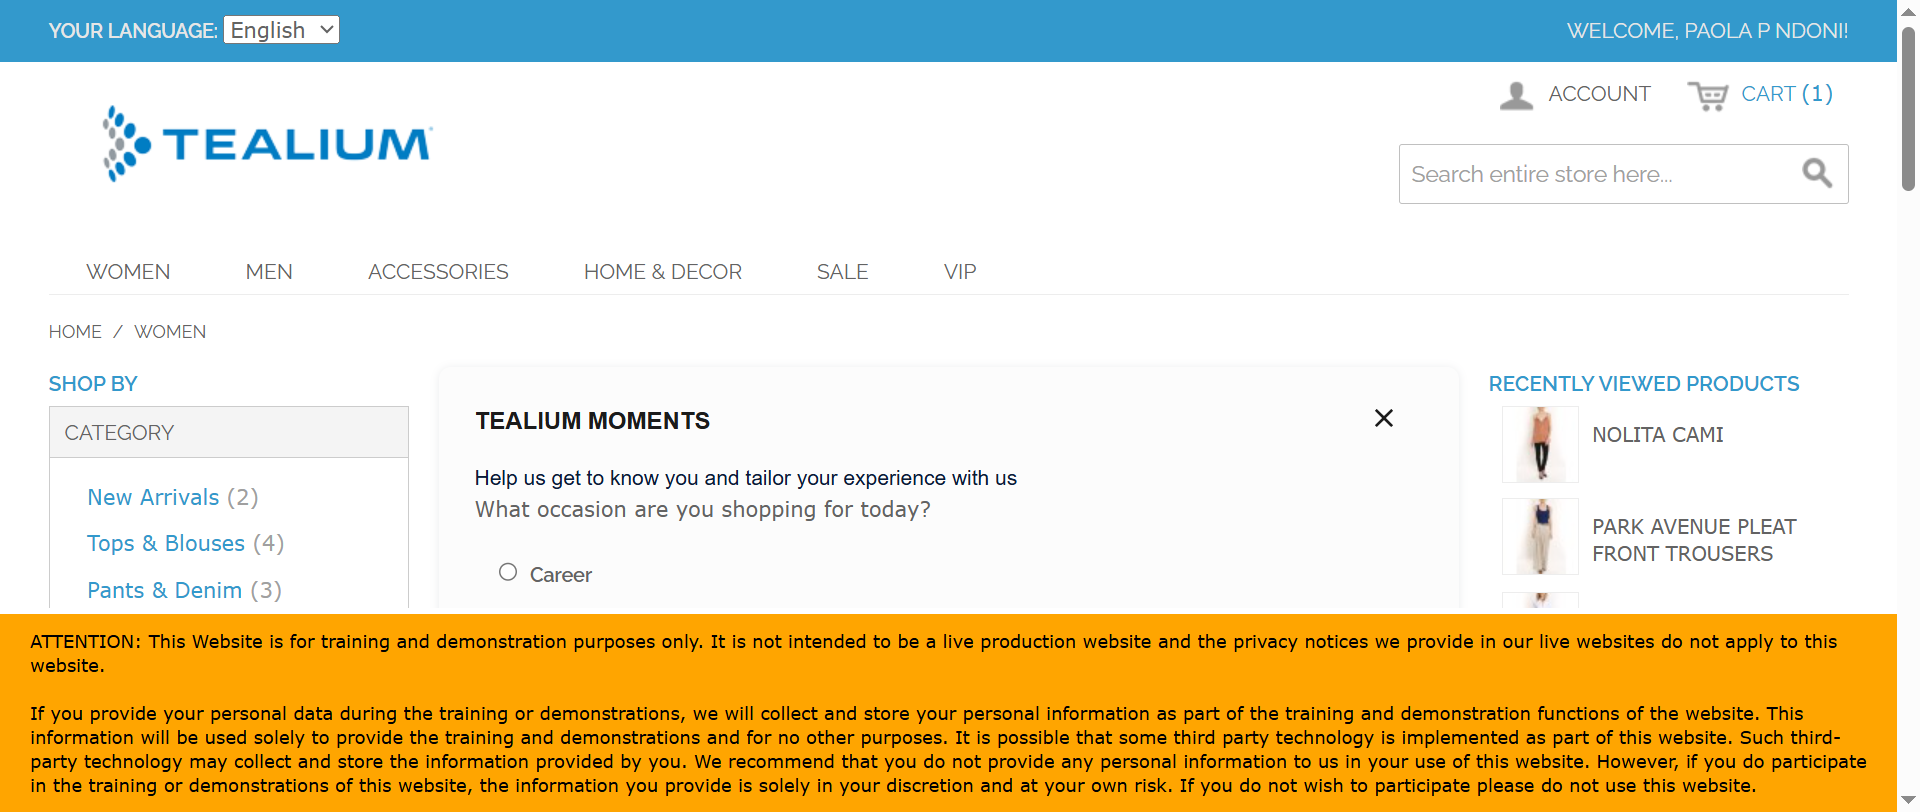 YOUR LANGUAGE: English
WELCOME, PAOLA P NDONI!
TEALIUM
ACCOUNT
CART (1)
Search entire store here...
WOMEN
MEN
ACCESSORIES
HOME & DECOR
SALE
VIP
HOME / WOMEN
SHOP BY
CATEGORY
New Arrivals (2)
Tops & Blouses (4)
Pants & Denim (3)
TEALIUM MOMENTS
Help us get to know you and tailor your experience with us
What occasion are you shopping for today?
Career
RECENTLY VIEWED PRODUCTS
NOLITA CAMI
PARK AVENUE PLEAT
FRONT TROUSERS
ATTENTION: This Website is for training and demonstration purposes only. It is not intended to be a live production website and the privacy notices we provide in our live websites do not apply to this
website.
If you provide your personal data during the training or demonstrations, we will collect and store your personal information as part of the training and demonstration functions of the website. This
information will be used solely to provide the training and demonstrations and for no other purposes. It is possible that some third party technology is implemented as part of this website. Such third-
party technology may collect and store the information provided by you. We recommend that you do not provide any personal information to us in your use of this website. However, if you do participate
in the training or demonstrations of this website, the information you provide is solely in your discretion and at your own risk. If you do not wish to participate please do not use this website.